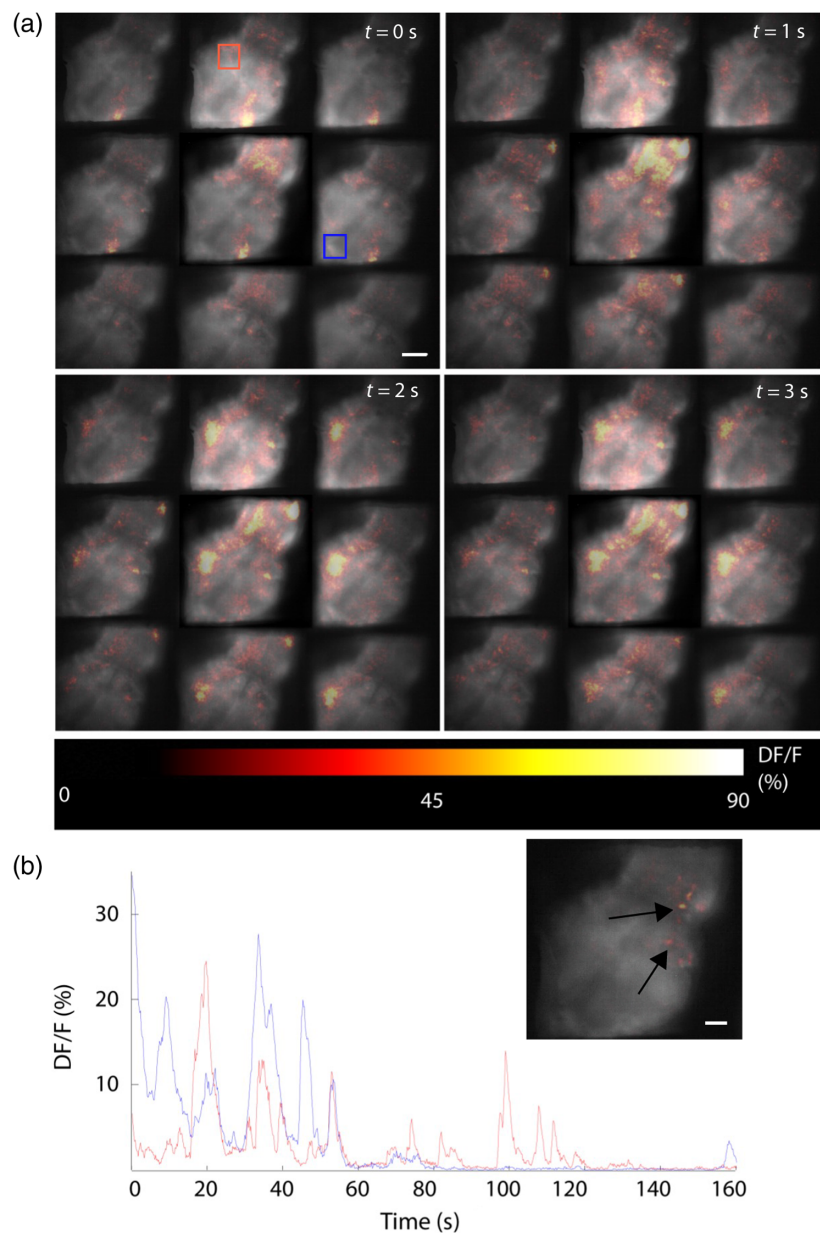 (a)
t = 0 s
t = 1 s
t = 2 s
t = 3 s
DF/F
(%)
0
45
90
(b)
30
20
10
DF/F (%)
0 20 40 60 80 100 120 140 160
Time (s)